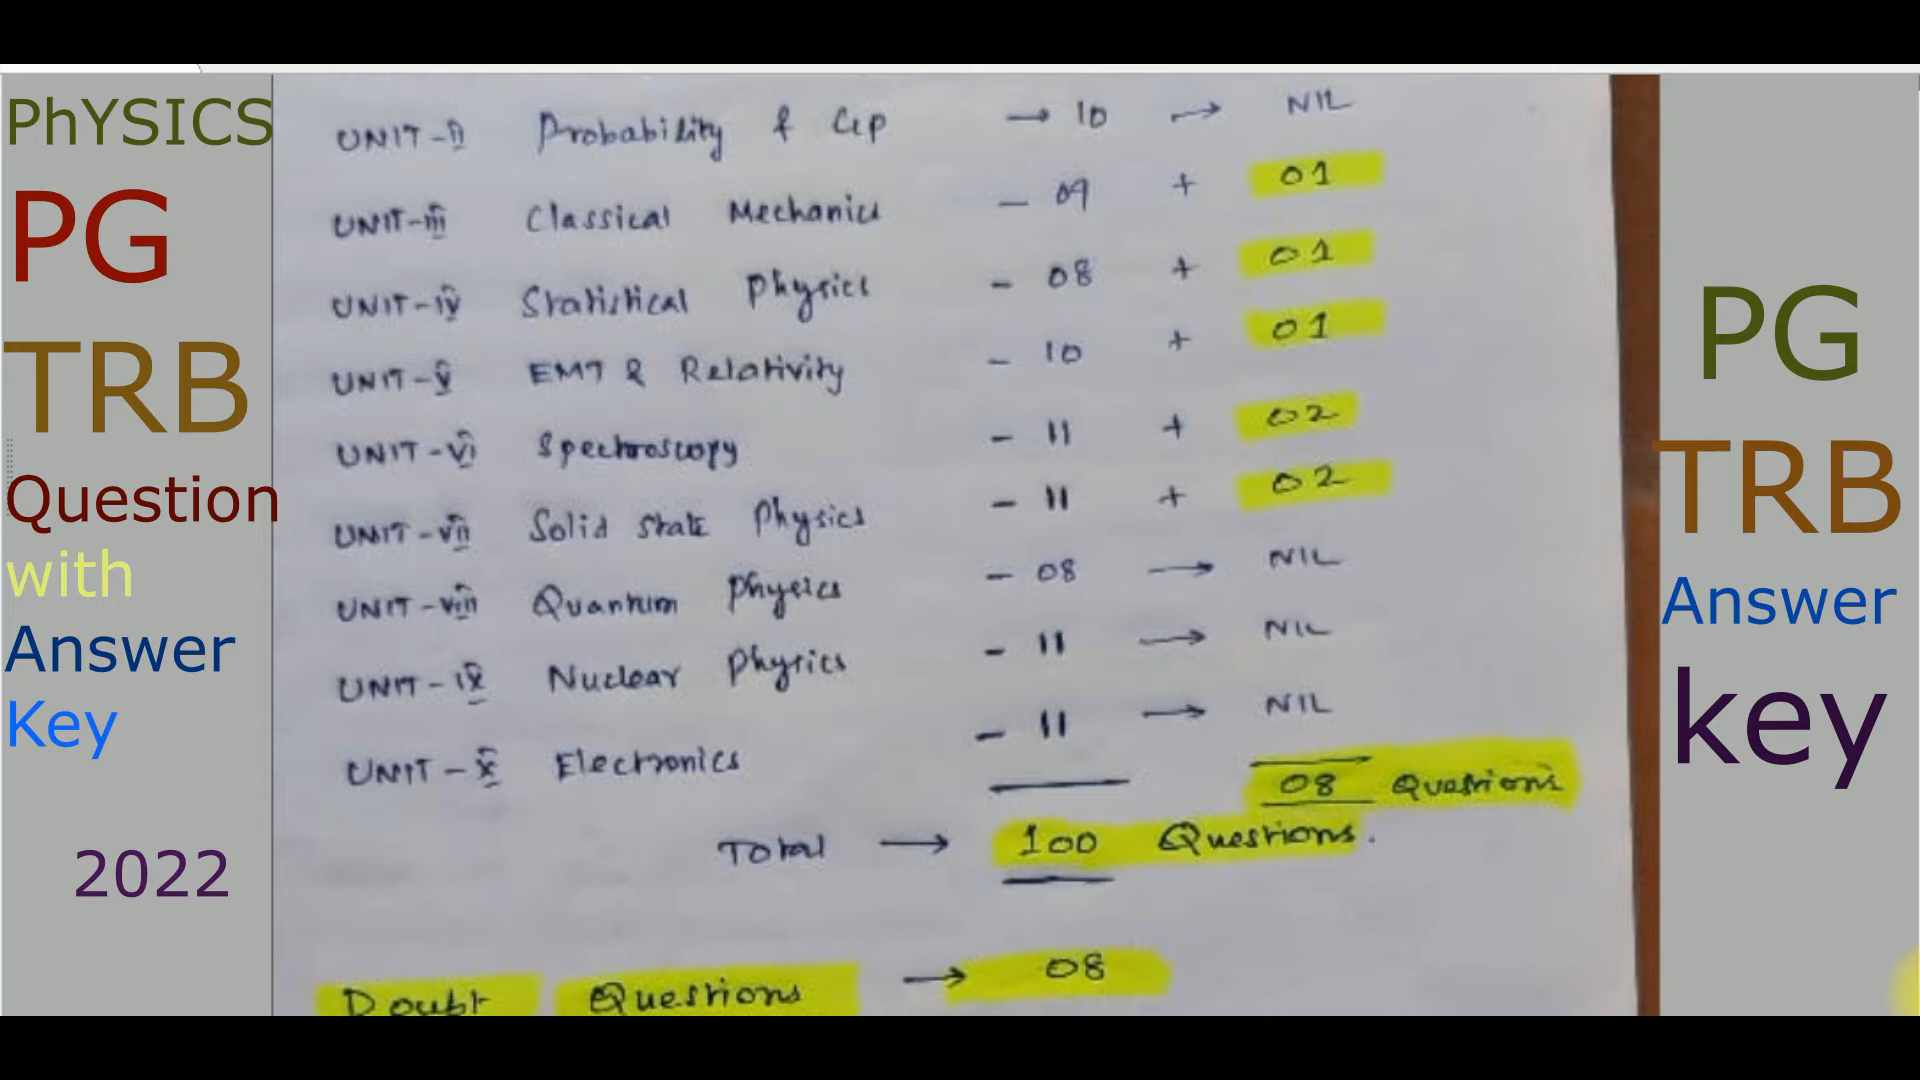 PhYSICS
PG
TRB
Question
with
Answer
Key
2022
UNIT-II Probability & GP → 10 → NIL
UNIT-III Classical Mechanics - 09 + 01
UNIT-IV Statistical Physics - 08 + 01
UNIT-V EMT & Relativity - 10 + 01
UNIT-VI Spectroscopy - 11 + 02
UNIT-VII Solid State Physics - 11 + 02
UNIT-VIII Quantum Physics - 08 → NIL
UNIT-IX Nuclear Physics - 11 → NIL
UNIT-X Electronics - 11 → NIL
08 Questions
Total → 100 Questions.
Doubt Questions → 08
PG
TRB
Answer
key